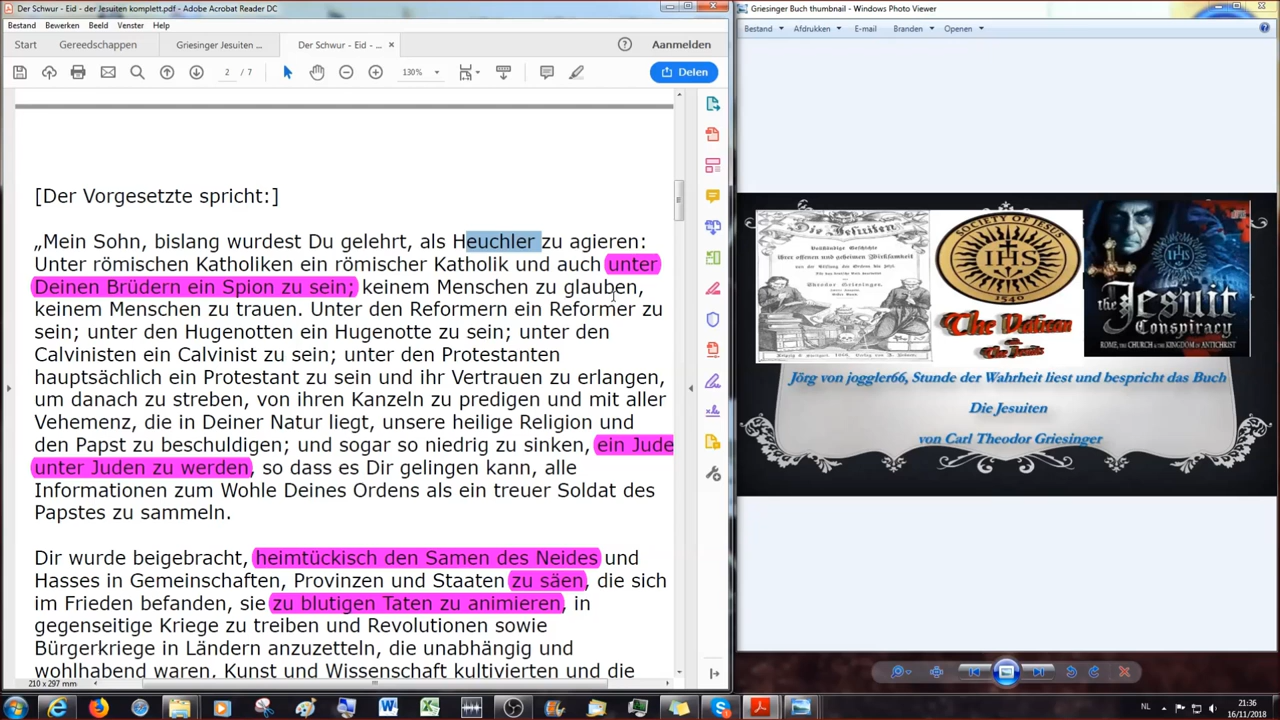 Der Schwur - Eid - der Jesuiten komplett.pdf - Adobe Acrobat Reader DC
Bestand Bewerken Beeld Venster Help
Start Gereedschappen Griesinger Jesuiten ... Der Schwur - Eid - ... × Aanmelden
2 / 7 130% Delen
[Der Vorgesetzte spricht:]
„Mein Sohn, bislang wurdest Du gelehrt, als Heuchler zu agieren:
Unter römischen Katholiken ein römischer Katholik und auch unter
Deinen Brüdern ein Spion zu sein; keinem Menschen zu glauben,
keinem Menschen zu trauen. Unter den Reformern ein Reformer zu
sein; unter den Hugenotten ein Hugenotte zu sein; unter den
Calvinisten ein Calvinist zu sein; unter den Protestanten
hauptsächlich ein Protestant zu sein und ihr Vertrauen zu erlangen,
um danach zu streben, von ihren Kanzeln zu predigen und mit aller
Vehemenz, die in Deiner Natur liegt, unsere heilige Religion und
den Papst zu beschuldigen; und sogar so niedrig zu sinken, ein Jude
unter Juden zu werden, so dass es Dir gelingen kann, alle
Informationen zum Wohle Deines Ordens als ein treuer Soldat des
Papstes zu sammeln.
Dir wurde beigebracht, heimtückisch den Samen des Neides und
Hasses in Gemeinschaften, Provinzen und Staaten zu säen, die sich
im Frieden befanden, sie zu blutigen Taten zu animieren, in
gegenseitige Kriege zu treiben und Revolutionen sowie
Bürgerkriege in Ländern anzuzetteln, die unabhängig und
wohlhabend waren, Kunst und Wissenschaft kultivierten und die
210 x 297 mm
Griesinger Buch thumbnail - Windows Photo Viewer
Bestand Afdrukken E-mail Branden Openen
Die Jesuiten
SOCIETY OF JESUS
IHS
1540
The Vatican
the Jesuits
IHS
the Jesuit
Conspiracy
ROME, THE CHURCH & THE KINGDOM OF ANTICHRIST
Jörg von joggler66, Stunde der Wahrheit liest und bespricht das Buch
Die Jesuiten
von Carl Theodor Griesinger
NL
21:36
16/11/2018